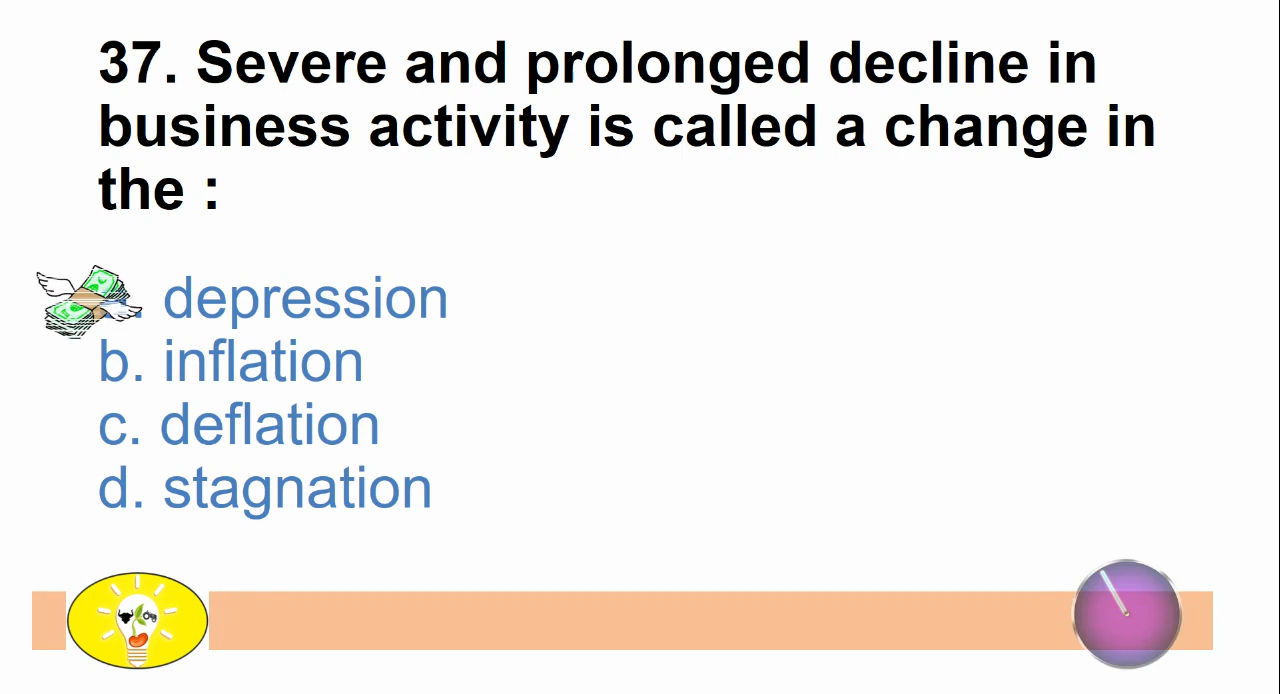 37. Severe and prolonged decline in
business activity is called a change in
the :
. depression
b. inflation
c. deflation
d. stagnation